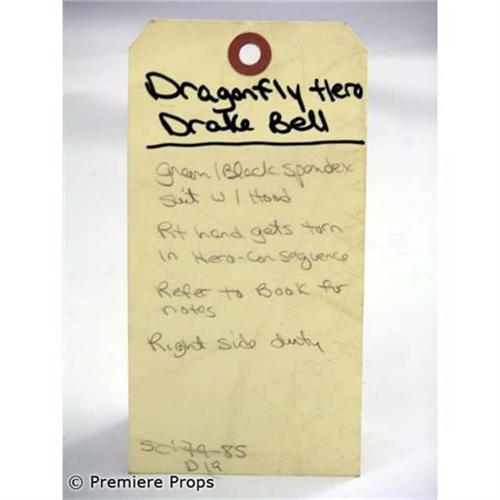 Dragonfly Hero
Drake Bell
Green/Black spandex
suit w/ Hood
Rt hand gets torn
in Hero-Con sequence
Refer to Book for
notes
Right side dirty
SC: 79-85
D19
© Premiere Props